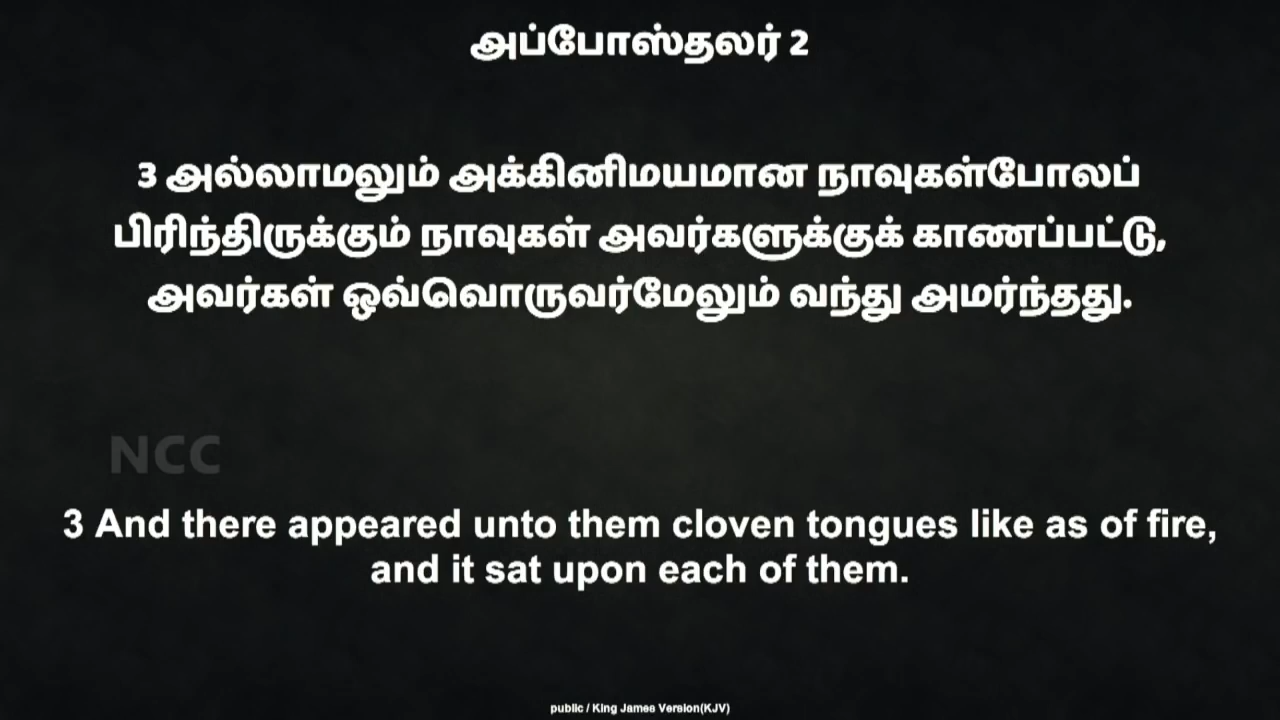 அப்போஸ்தலர் 2
3 அல்லாமலும் அக்கினிமயமான நாவுகள்போலப்
பிரிந்திருக்கும் நாவுகள் அவர்களுக்குக் காணப்பட்டு,
அவர்கள் ஒவ்வொருவர்மேலும் வந்து அமர்ந்தது.
NCC
3 And there appeared unto them cloven tongues like as of fire,
and it sat upon each of them.
public / King James Version(KJV)